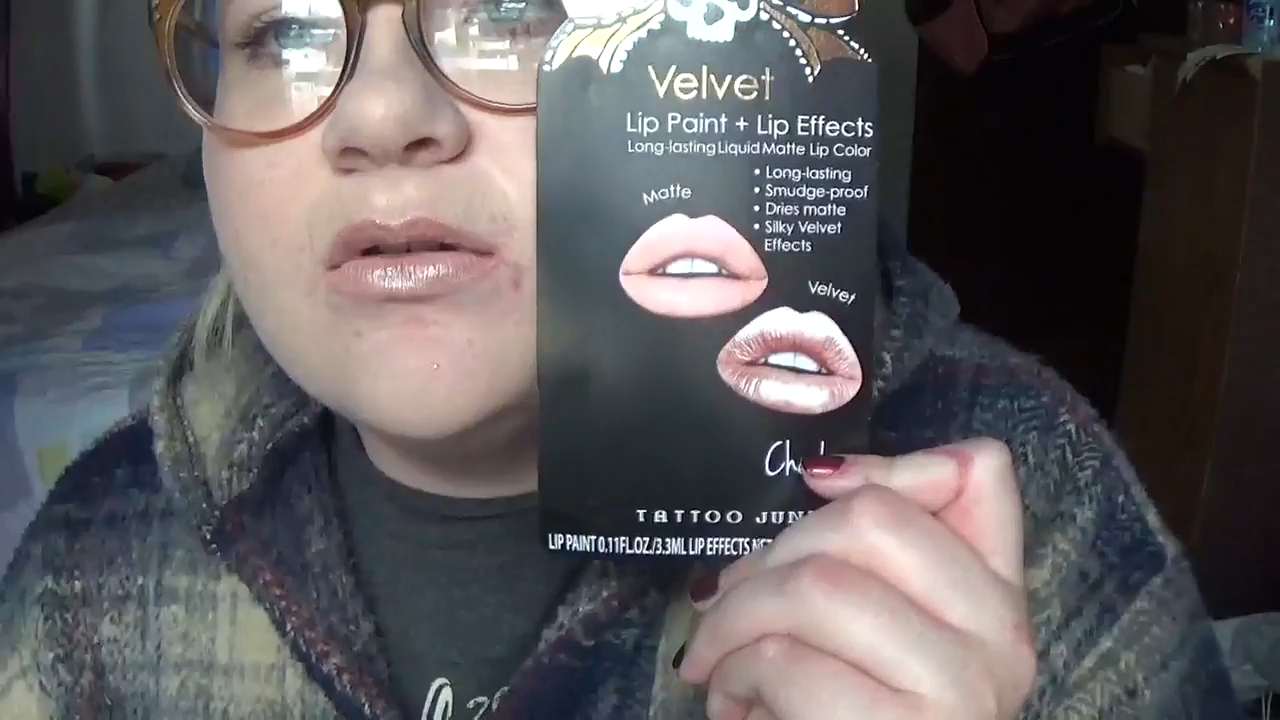 Velvet
Lip Paint + Lip Effects
Long-lasting Liquid Matte Lip Color
• Long-lasting
• Smudge-proof
• Dries matte
• Silky Velvet
Effects
Matte
Velvet
TATTOO
LIP PAINT 0.11FL.OZ./3.3ML LIP EFFECTS